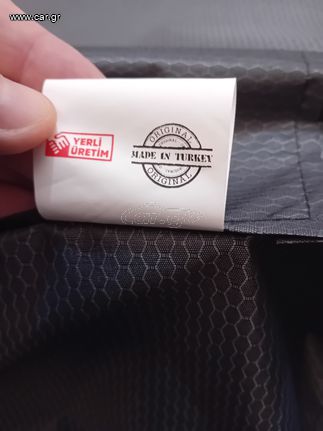 www.car.gr
YERLİ
ÜRETİM
ORIGINAL
MADE IN TURKEY
ORIGINAL
car.gr